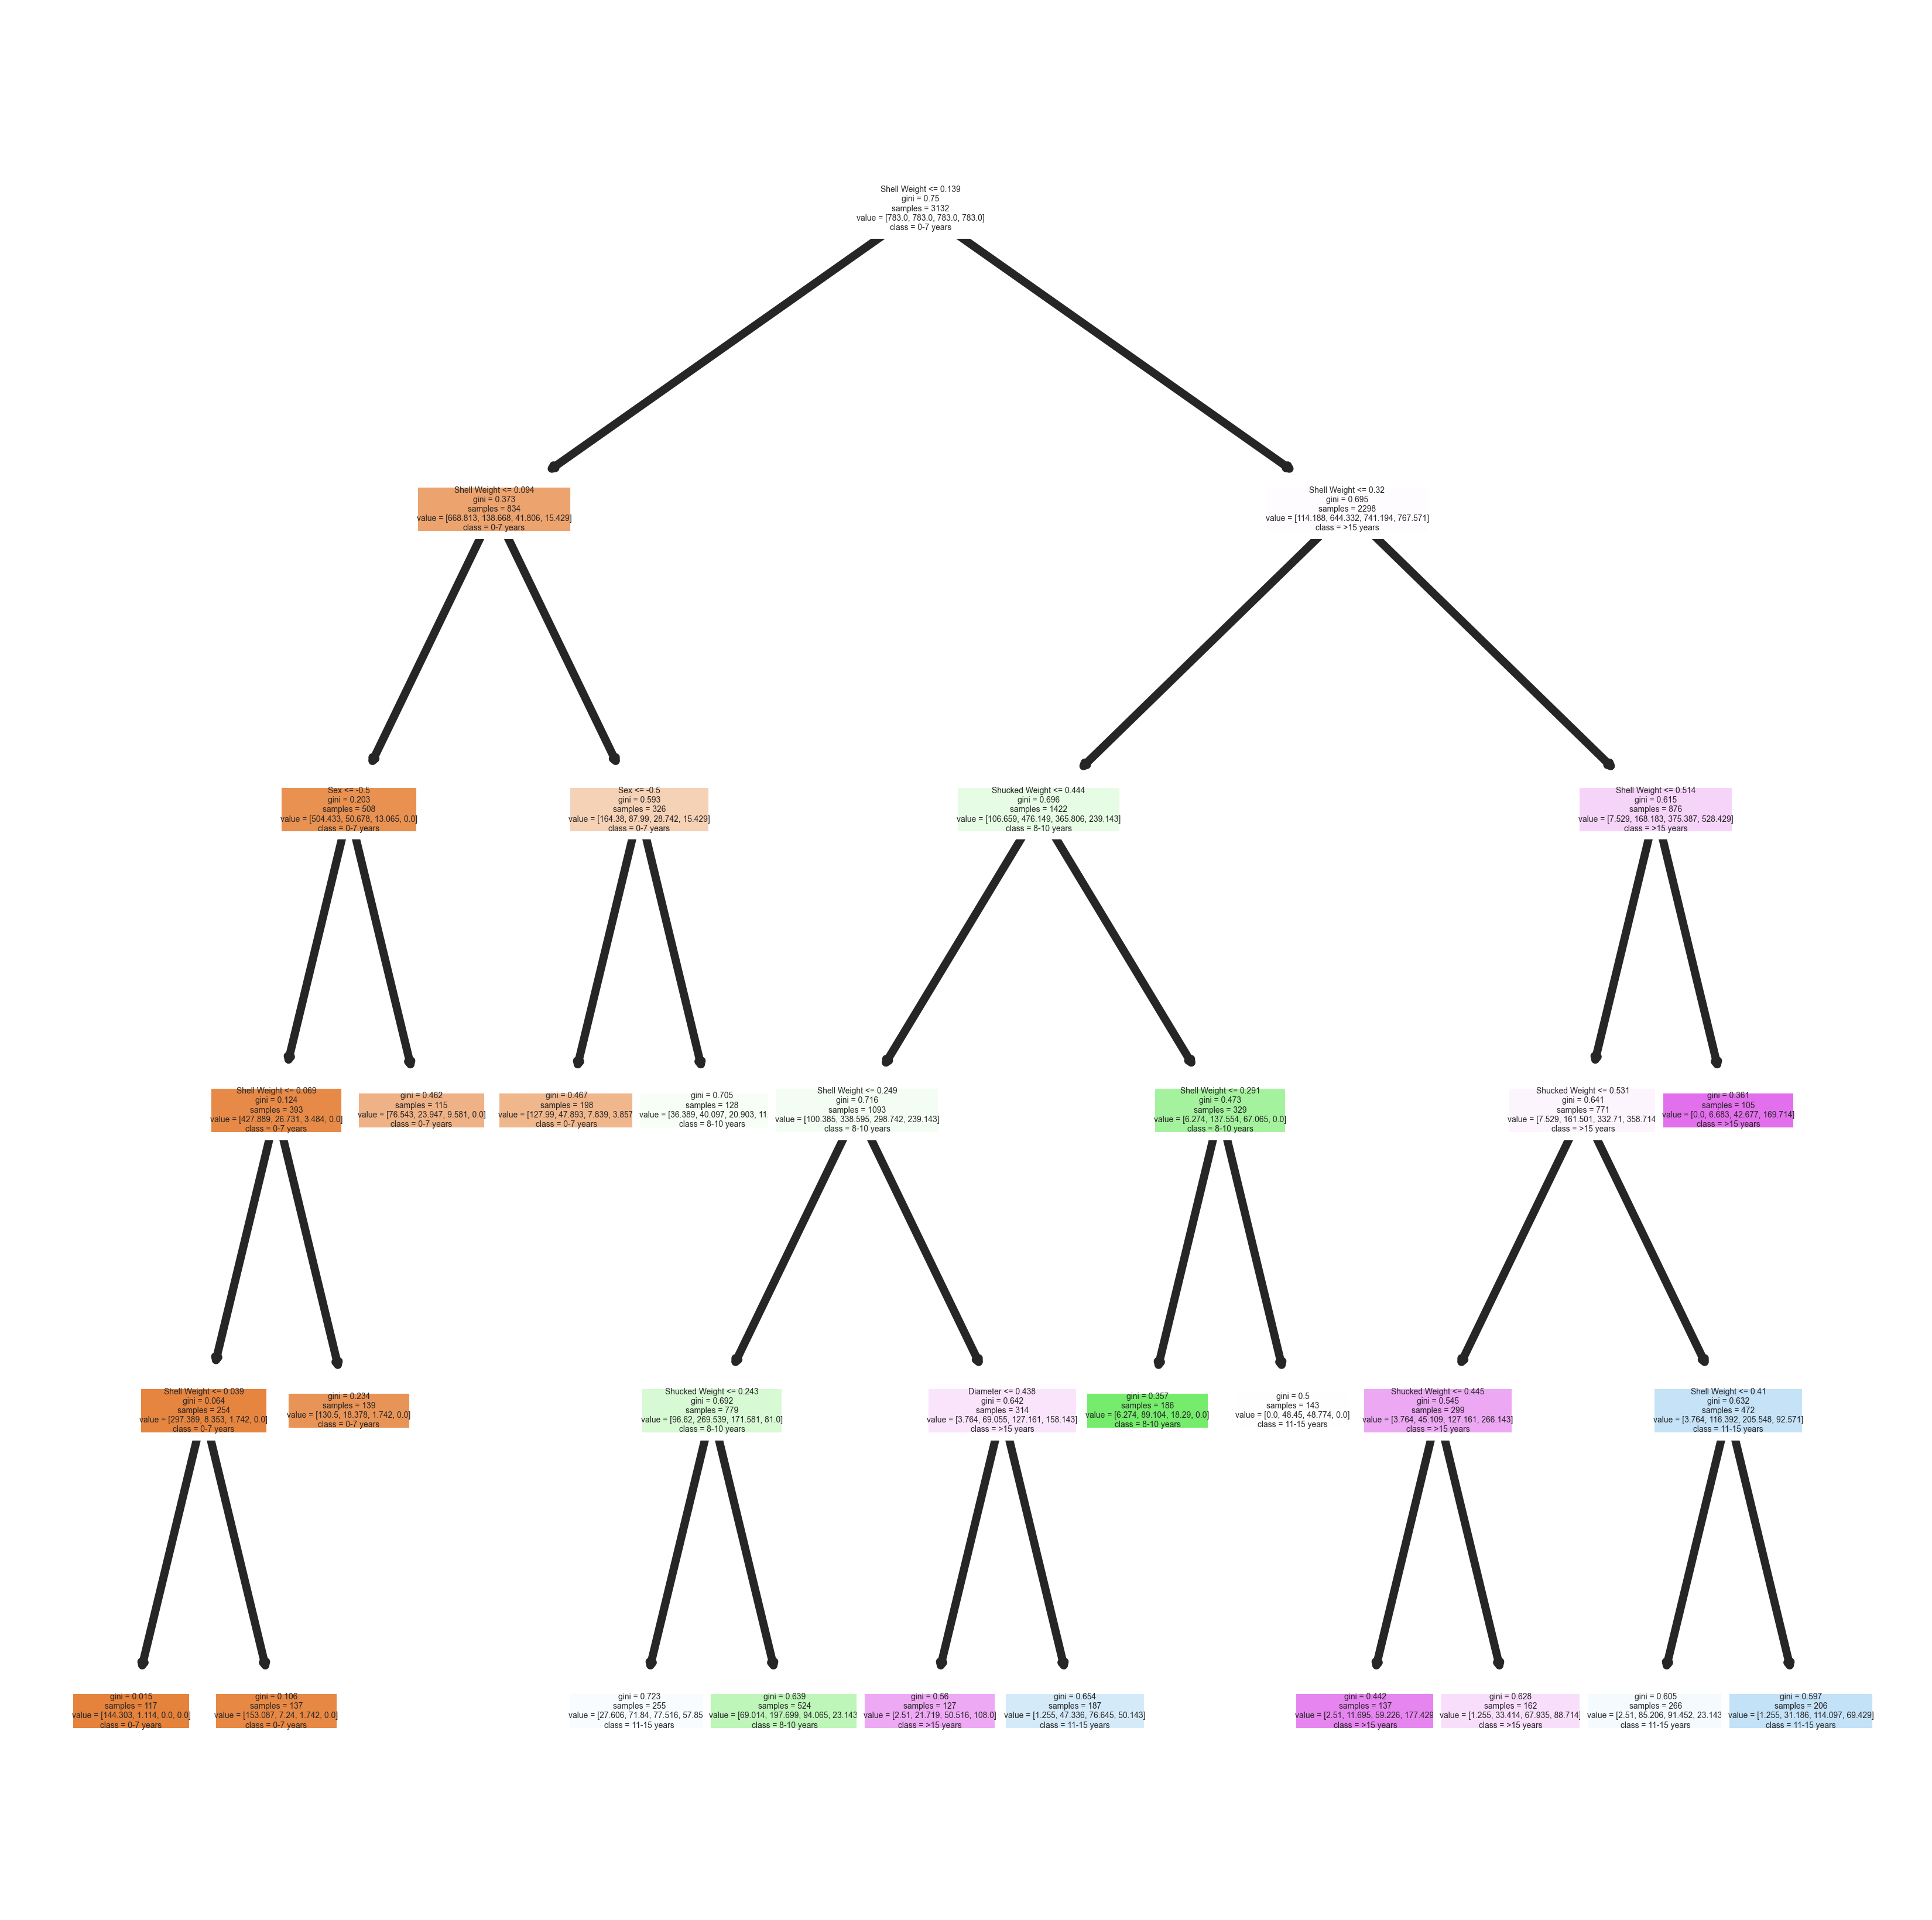 Shell Weight <= 0.139
gini = 0.75
samples = 3132
value = [783.0, 783.0, 783.0, 783.0]
class = 0-7 years
Shell Weight <= 0.094
gini = 0.373
samples = 834
value = [668.813, 138.668, 41.806, 15.429]
class = 0-7 years
Shell Weight <= 0.32
gini = 0.695
samples = 2298
value = [114.188, 644.332, 741.194, 767.571]
class = >15 years
Sex <= -0.5
gini = 0.203
samples = 508
value = [504.433, 50.678, 13.065, 0.0]
class = 0-7 years
Sex <= -0.5
gini = 0.593
samples = 326
value = [164.38, 87.99, 28.742, 15.429]
class = 0-7 years
Shucked Weight <= 0.444
gini = 0.696
samples = 1422
value = [106.659, 476.149, 365.806, 239.143]
class = 8-10 years
Shell Weight <= 0.514
gini = 0.615
samples = 876
value = [7.529, 168.183, 375.387, 528.429]
class = >15 years
Shell Weight <= 0.069
gini = 0.124
samples = 393
value = [427.889, 26.731, 3.484, 0.0]
class = 0-7 years
gini = 0.462
samples = 115
value = [76.543, 23.947, 9.581, 0.0]
class = 0-7 years
gini = 0.467
samples = 198
value = [127.99, 47.893, 7.839, 3.857
class = 0-7 years
gini = 0.705
samples = 128
value = [36.389, 40.097, 20.903, 11
class = 8-10 years
Shell Weight <= 0.249
gini = 0.716
samples = 1093
value = [100.385, 338.595, 298.742, 239.143]
class = 8-10 years
Shell Weight <= 0.291
gini = 0.473
samples = 329
value = [6.274, 137.554, 67.065, 0.0]
class = 8-10 years
Shucked Weight <= 0.531
gini = 0.641
samples = 771
value = [7.529, 161.501, 332.71, 358.714
class = >15 years
gini = 0.361
samples = 105
value = [0.0, 6.683, 42.677, 169.714]
class = >15 years
Shell Weight <= 0.039
gini = 0.064
samples = 254
value = [297.389, 8.353, 1.742, 0.0]
class = 0-7 years
gini = 0.234
samples = 139
value = [130.5, 18.378, 1.742, 0.0]
class = 0-7 years
Shucked Weight <= 0.243
gini = 0.692
samples = 779
value = [96.62, 269.539, 171.581, 81.0]
class = 8-10 years
Diameter <= 0.438
gini = 0.642
samples = 314
value = [3.764, 69.055, 127.161, 158.143]
class = >15 years
gini = 0.357
samples = 186
value = [6.274, 89.104, 18.29, 0.0]
class = 8-10 years
gini = 0.5
samples = 143
value = [0.0, 48.45, 48.774, 0.0]
class = 11-15 years
Shucked Weight <= 0.445
gini = 0.545
samples = 299
value = [3.764, 45.109, 127.161, 266.143]
class = >15 years
Shell Weight <= 0.41
gini = 0.632
samples = 472
value = [3.764, 116.392, 205.548, 92.571]
class = 11-15 years
gini = 0.015
samples = 117
value = [144.303, 1.114, 0.0, 0.0]
class = 0-7 years
gini = 0.106
samples = 137
value = [153.087, 7.24, 1.742, 0.0]
class = 0-7 years
gini = 0.723
samples = 255
value = [27.606, 71.84, 77.516, 57.85
class = 11-15 years
gini = 0.639
samples = 524
value = [69.014, 197.699, 94.065, 23.143
class = 8-10 years
gini = 0.56
samples = 127
value = [2.51, 21.719, 50.516, 108.0]
class = >15 years
gini = 0.654
samples = 187
value = [1.255, 47.336, 76.645, 50.143]
class = 11-15 years
gini = 0.442
samples = 137
value = [2.51, 11.695, 59.226, 177.429
class = >15 years
gini = 0.628
samples = 162
value = [1.255, 33.414, 67.935, 88.714]
class = >15 years
gini = 0.605
samples = 266
value = [2.51, 85.206, 91.452, 23.143
class = 11-15 years
gini = 0.597
samples = 206
value = [1.255, 31.186, 114.097, 69.429]
class = 11-15 years